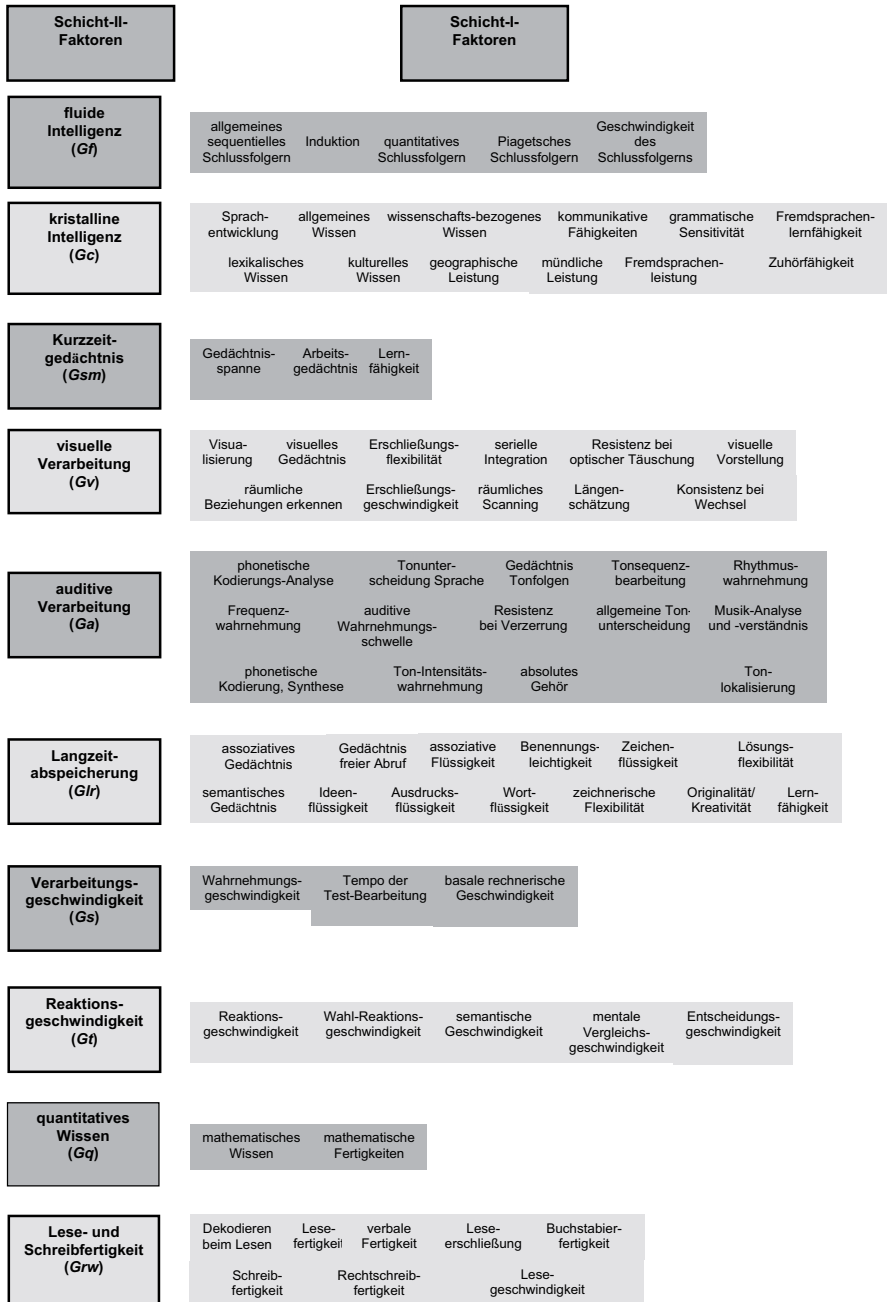 Schicht-II-
Faktoren
Schicht-I-
Faktoren
fluide
Intelligenz
(Gf)
allgemeines
sequentielles
Schlussfolgern
Induktion
quantitatives
Schlussfolgern
Piagetsches
Schlussfolgern
Geschwindigkeit
des
Schlussfolgerns
kristalline
Intelligenz
(Gc)
Sprach-
entwicklung
allgemeines
Wissen
wissenschafts-bezogenes
Wissen
kommunikative
Fähigkeiten
grammatische
Sensitivität
Fremdsprachen-
lernfähigkeit
lexikalisches
Wissen
kulturelles
Wissen
geographische
Leistung
mündliche
Leistung
Fremdsprachen-
leistung
Zuhörfähigkeit
Kurzzeit-
gedächtnis
(Gsm)
Gedächtnis-
spanne
Arbeits-
gedächtnis
Lern-
fähigkeit
visuelle
Verarbeitung
(Gv)
Visua-
lisierung
visuelles
Gedächtnis
Erschließungs-
flexibilität
serielle
Integration
Resistenz bei
optischer Täuschung
visuelle
Vorstellung
räumliche
Beziehungen erkennen
Erschließungs-
geschwindigkeit
räumliches
Scanning
Längen-
schätzung
Konsistenz bei
Wechsel
auditive
Verarbeitung
(Ga)
phonetische
Kodierungs-Analyse
Tonunter-
scheidung Sprache
Gedächtnis
Tonfolgen
Tonsequenz-
bearbeitung
Rhythmus-
wahrnehmung
Frequenz-
wahrnehmung
auditive
Wahrnehmungs-
schwelle
Resistenz
bei Verzerrung
allgemeine Ton-
unterscheidung
Musik-Analyse
und -verständnis
phonetische
Kodierung, Synthese
Ton-Intensitäts-
wahrnehmung
absolutes
Gehör
Ton-
lokalisierung
Langzeit-
abspeicherung
(Glr)
assoziatives
Gedächtnis
Gedächtnis
freier Abruf
assoziative
Flüssigkeit
Benennungs-
leichtigkeit
Zeichen-
flüssigkeit
Lösungs-
flexibilität
semantisches
Gedächtnis
Ideen-
flüssigkeit
Ausdrucks-
flüssigkeit
Wort-
flüssigkeit
zeichnerische
Flexibilität
Originalität/
Kreativität
Lern-
fähigkeit
Verarbeitungs-
geschwindigkeit
(Gs)
Wahrnehmungs-
geschwindigkeit
Tempo der
Test-Bearbeitung
basale rechnerische
Geschwindigkeit
Reaktions-
geschwindigkeit
(Gt)
Reaktions-
geschwindigkeit
Wahl-Reaktions-
geschwindigkeit
semantische
Geschwindigkeit
mentale
Vergleichs-
geschwindigkeit
Entscheidungs-
geschwindigkeit
quantitatives
Wissen
(Gq)
mathematisches
Wissen
mathematische
Fertigkeiten
Lese- und
Schreibfertigkeit
(Grw)
Dekodieren
beim Lesen
Lese-
fertigkeit
verbale
Fertigkeit
Lese-
erschließung
Buchstabier-
fertigkeit
Schreib-
fertigkeit
Rechtschreib-
fertigkeit
Lese-
geschwindigkeit